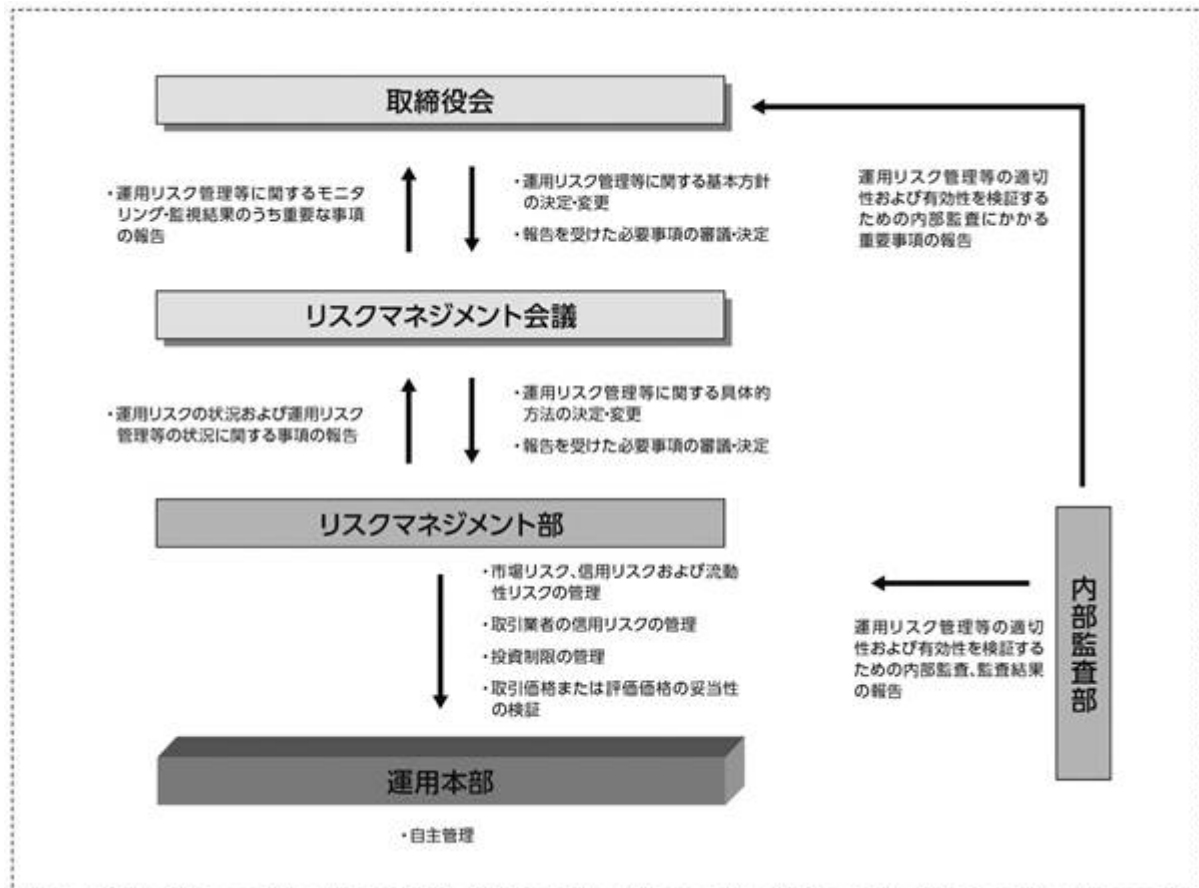 取締役会
・運用リスク管理等に関するモニタ
リング・監視結果のうち重要な事項
の報告
・運用リスク管理等に関する基本方針
の決定・変更
・報告を受けた必要事項の審議・決定
運用リスク管理等の適切
性および有効性を検証す
るための内部監査にかかる
重要事項の報告
リスクマネジメント会議
・運用リスクの状況および運用リスク
管理等の状況に関する事項の報告
・運用リスク管理等に関する具体的
方法の決定・変更
・報告を受けた必要事項の審議・決定
リスクマネジメント部
・市場リスク、信用リスクおよび流動
性リスクの管理
・取引業者の信用リスクの管理
・投資制限の管理
・取引価格または評価価格の妥当性
の検証
運用リスク管理等の適切
性および有効性を検証する
ための内部監査、監査結果
の報告
内部監査部
運用本部
・自主管理